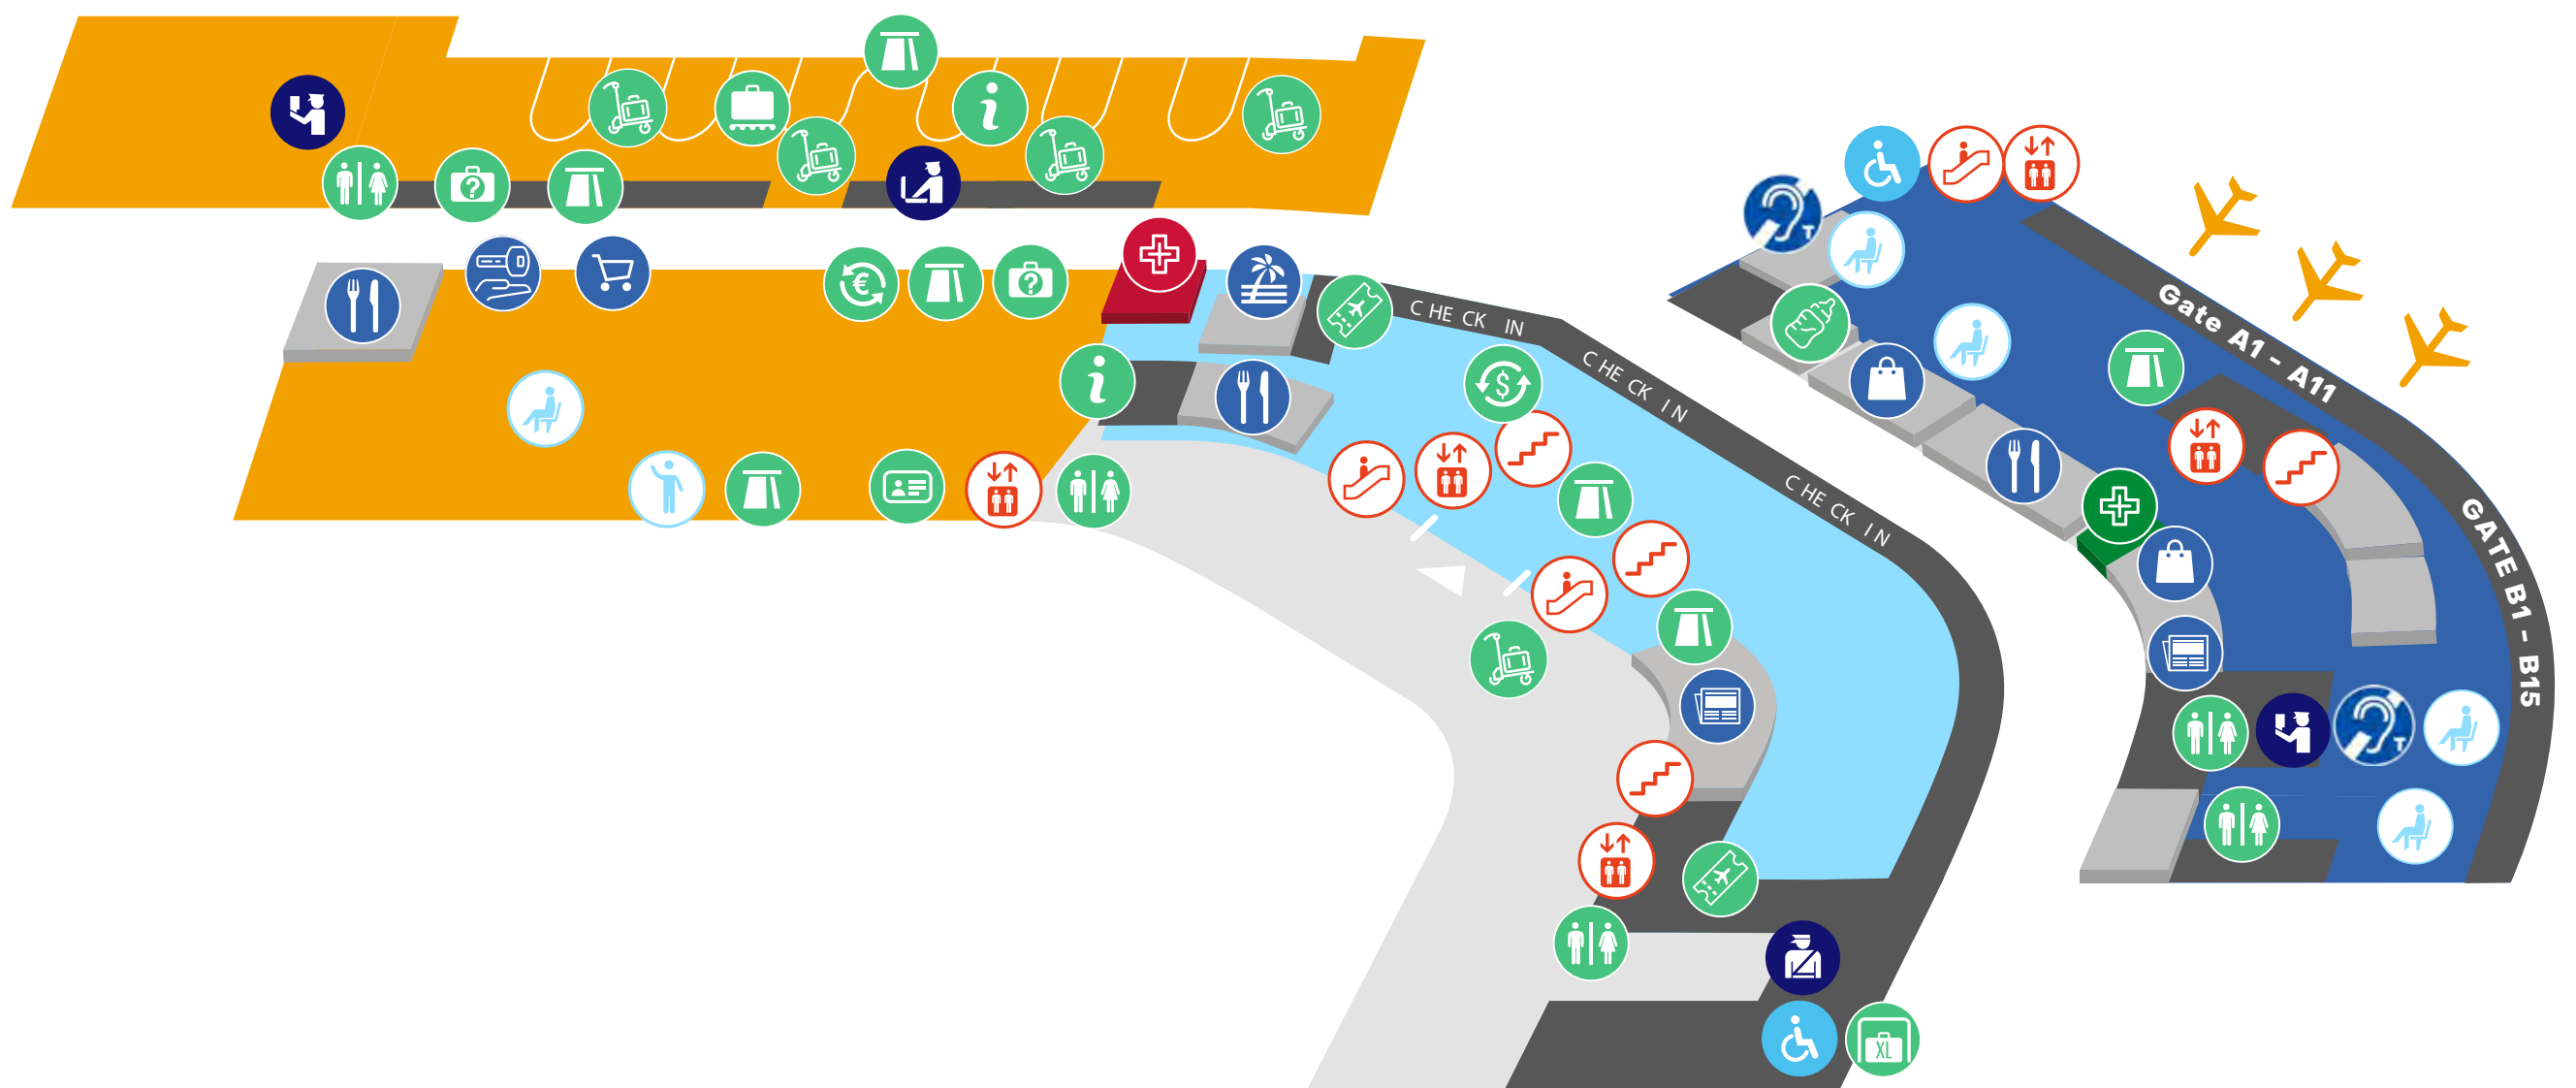 CHECK IN
CHECK IN
CHECK IN
Gate A1 - A11
GATE B1 - B15
i
i
?
?
€
$
T
T
XL